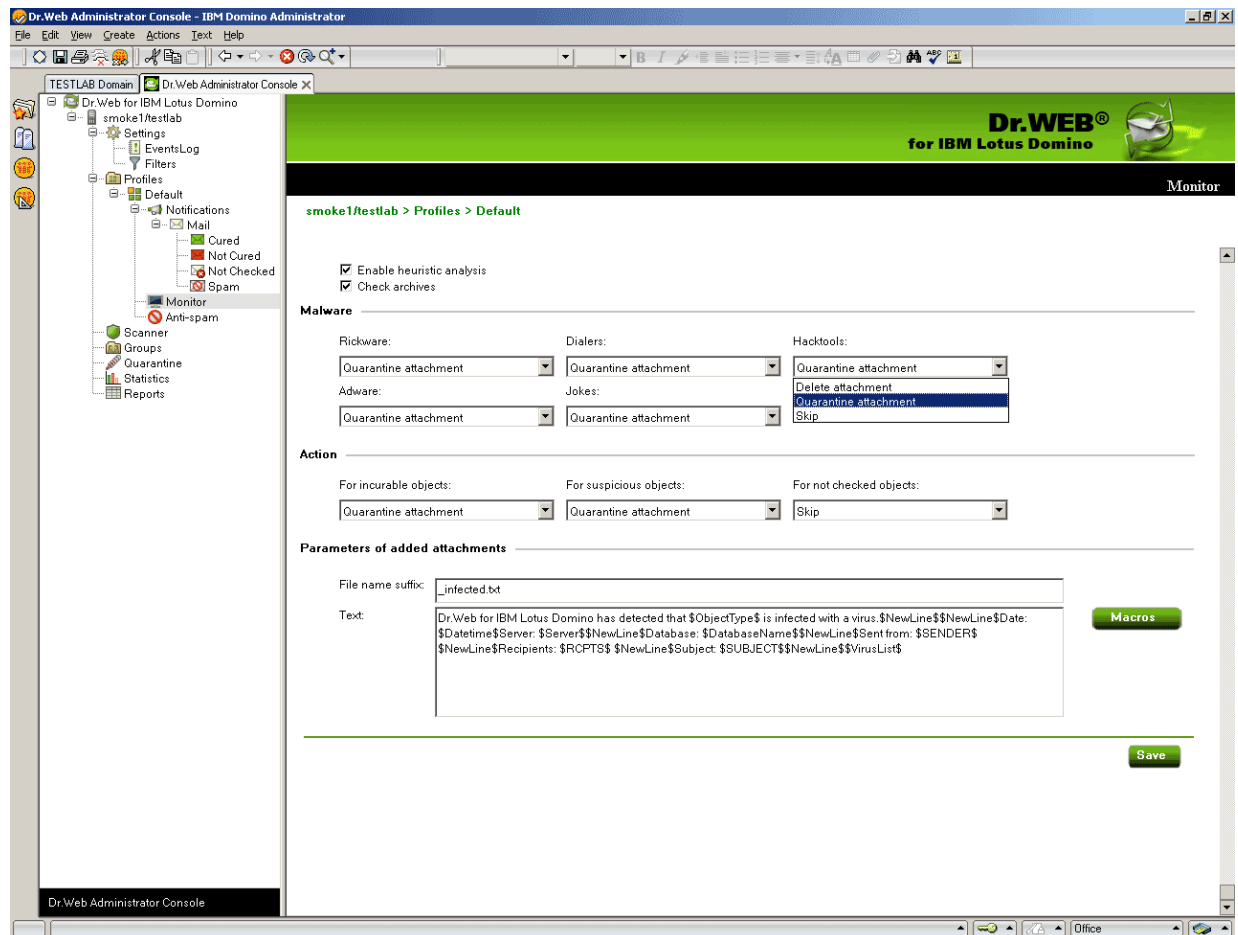 Dr.Web Administrator Console - IBM Domino Administrator
File Edit View Create Actions Text Help
TESTLAB Domain Dr.Web Administrator Console
Dr.Web for IBM Lotus Domino
smoke1/testlab
Settings
EventsLog
Filters
Profiles
Default
Notifications
Mail
Cured
Not Cured
Not Checked
Spam
Monitor
Anti-spam
Scanner
Groups
Quarantine
Statistics
Reports
Dr.Web Administrator Console
Dr.WEB®
for IBM Lotus Domino
Monitor
smoke1/testlab > Profiles > Default
Enable heuristic analysis
Check archives
Malware
Rickware: Dialers: Hacktools:
Quarantine attachment Quarantine attachment Quarantine attachment
Delete attachment
Quarantine attachment
Skip
Adware: Jokes:
Quarantine attachment Quarantine attachment
Action
For incurable objects: For suspicious objects: For not checked objects:
Quarantine attachment Quarantine attachment Skip
Parameters of added attachments
File name suffix: _infected.txt
Text:
Dr.Web for IBM Lotus Domino has detected that $ObjectType$ is infected with a virus.$NewLine$$NewLine$Date:
$Datetime$Server: $Server$$NewLine$Database: $DatabaseName$$NewLine$Sent from: $SENDER$
$NewLine$Recipients: $RCPTS$ $NewLine$Subject: $SUBJECT$$NewLine$$VirusList$
Macros
Save
Office